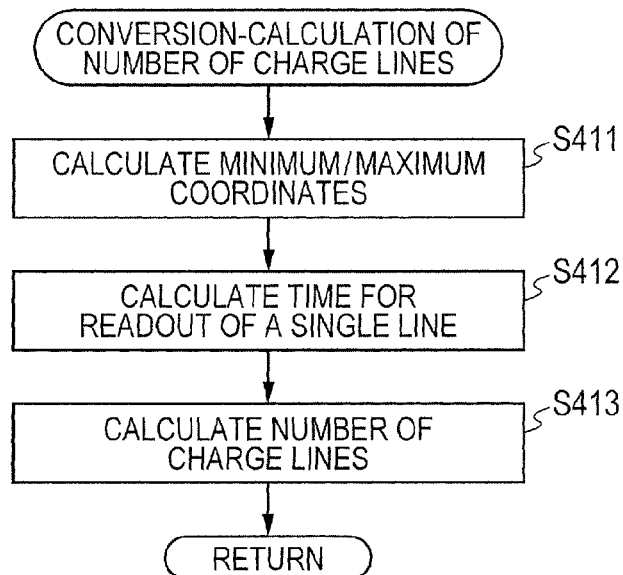 CONVERSION-CALCULATION OF
NUMBER OF CHARGE LINES
S411
CALCULATE MINIMUM/MAXIMUM
COORDINATES
S412
CALCULATE TIME FOR
READOUT OF A SINGLE LINE
S413
CALCULATE NUMBER OF
CHARGE LINES
RETURN